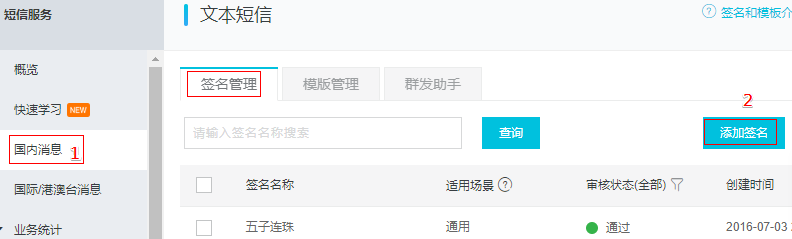 短信服务
文本短信
签名和模板介
概览
快速学习 NEW
国内消息 1
国际/港澳台消息
业务统计
签名管理 模版管理 群发助手
2
请输入签名名称搜索 查询 添加签名
签名名称 适用场景 ? 审核状态(全部) 创建时间
五子连珠 通用 通过 2016-07-03